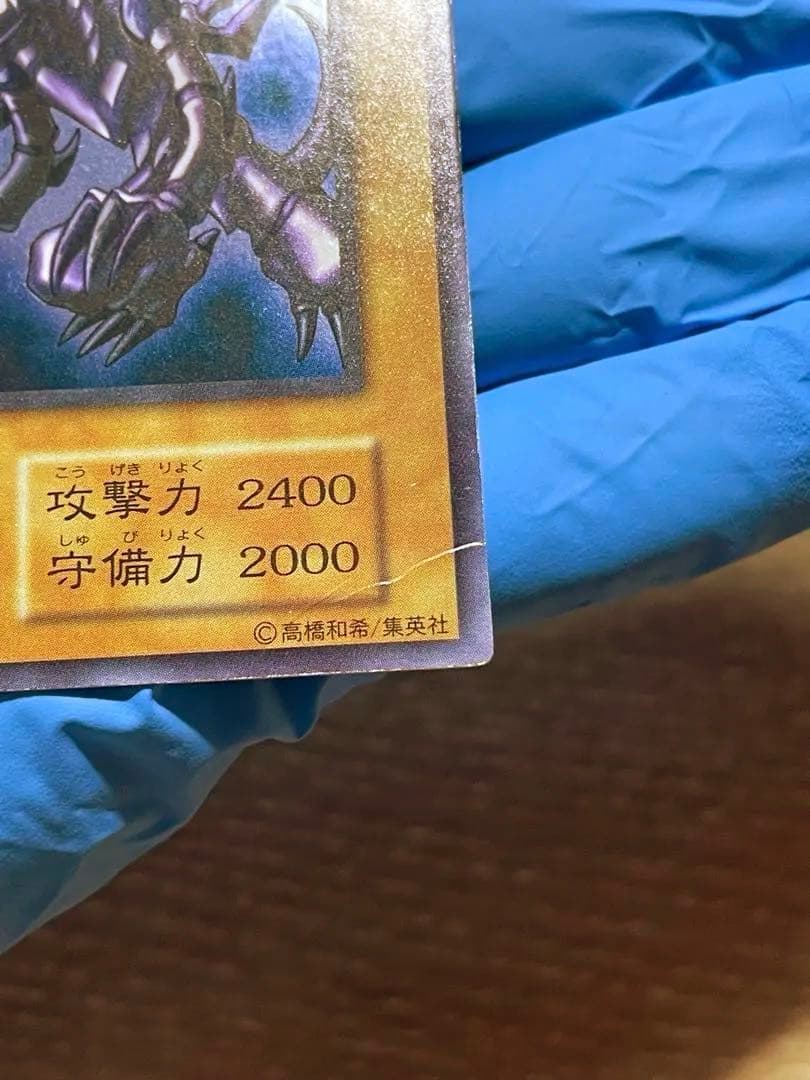 こうげきりょく
攻撃力 2400
しゅびりょく
守備力 2000
©高橋和希/集英社